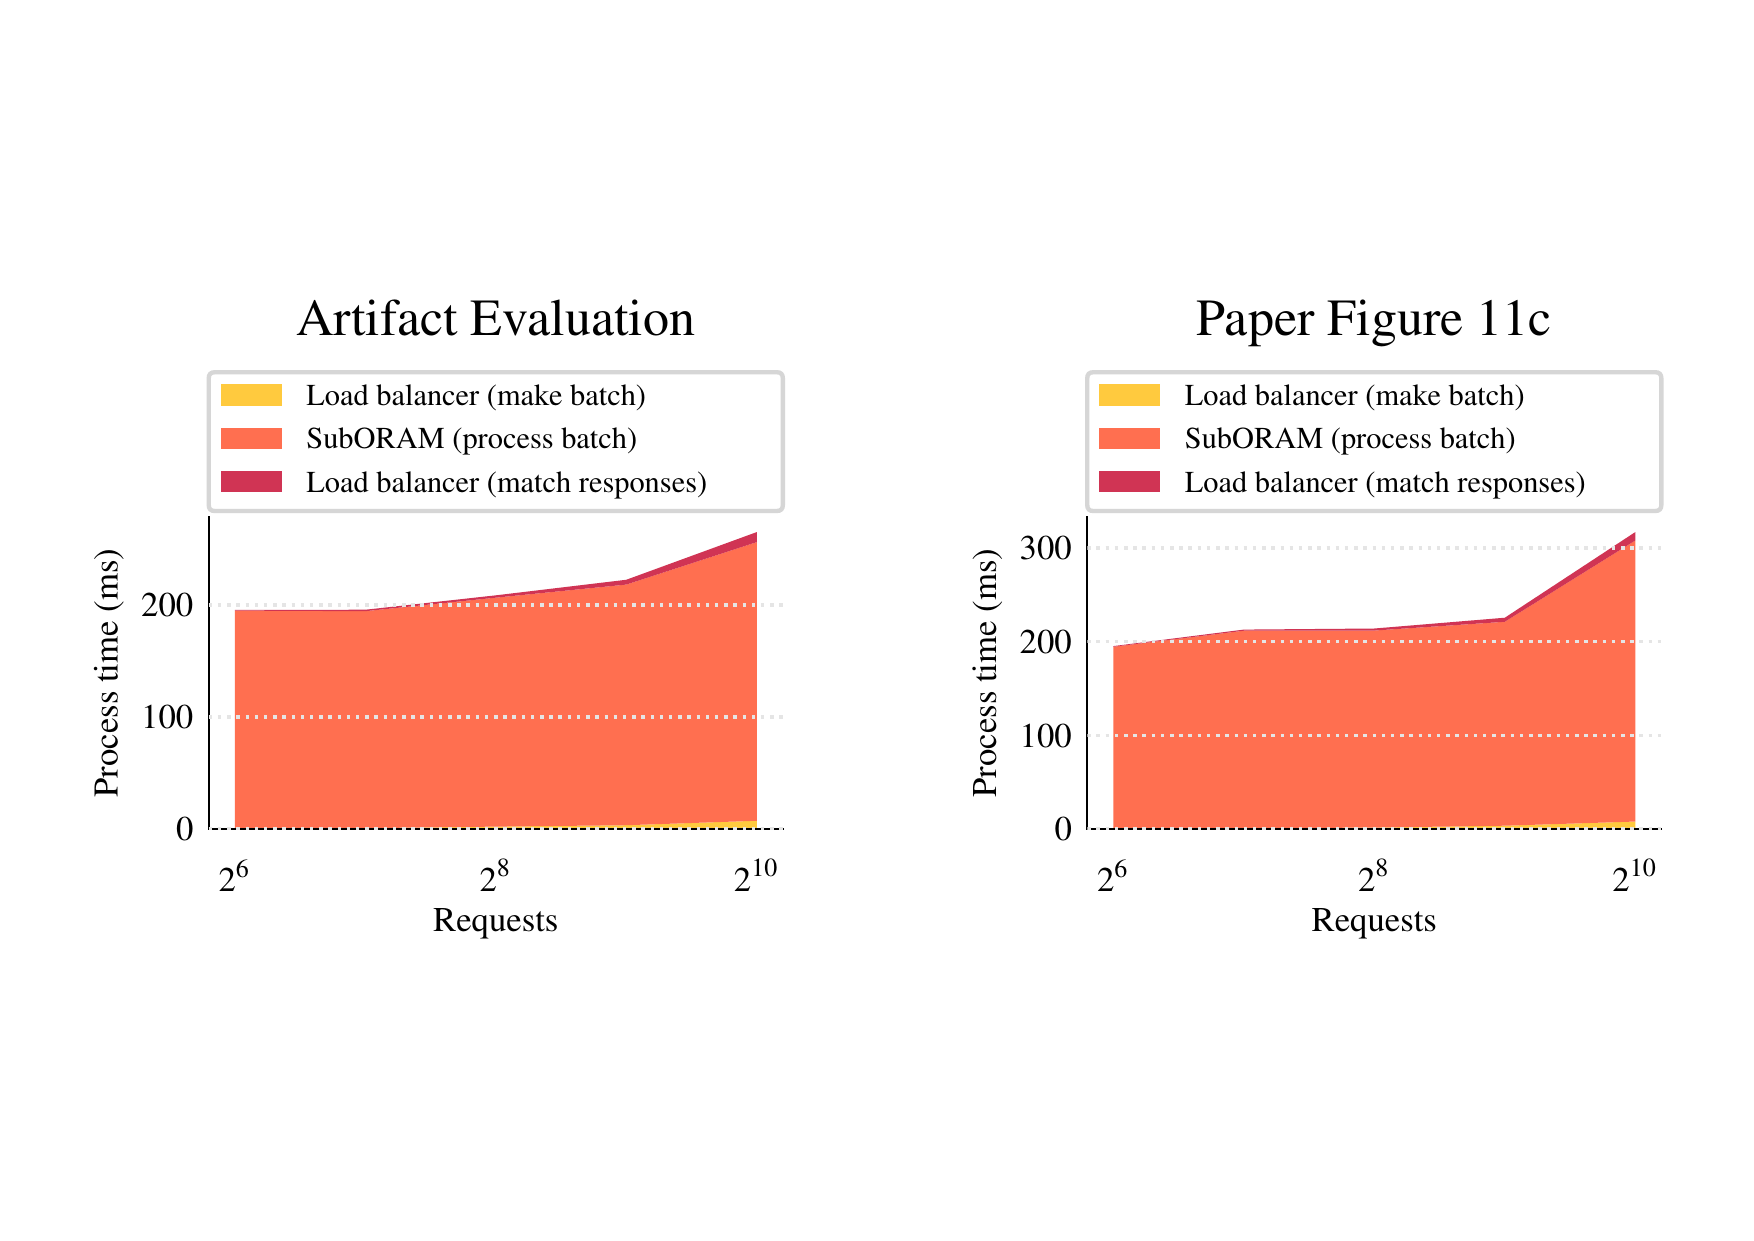 Artifact Evaluation
Load balancer (make batch)
SubORAM (process batch)
Load balancer (match responses)
Process time (ms)
200
100
0
2^6
2^8
2^10
Requests
Paper Figure 11c
Load balancer (make batch)
SubORAM (process batch)
Load balancer (match responses)
Process time (ms)
300
200
100
0
2^6
2^8
2^10
Requests